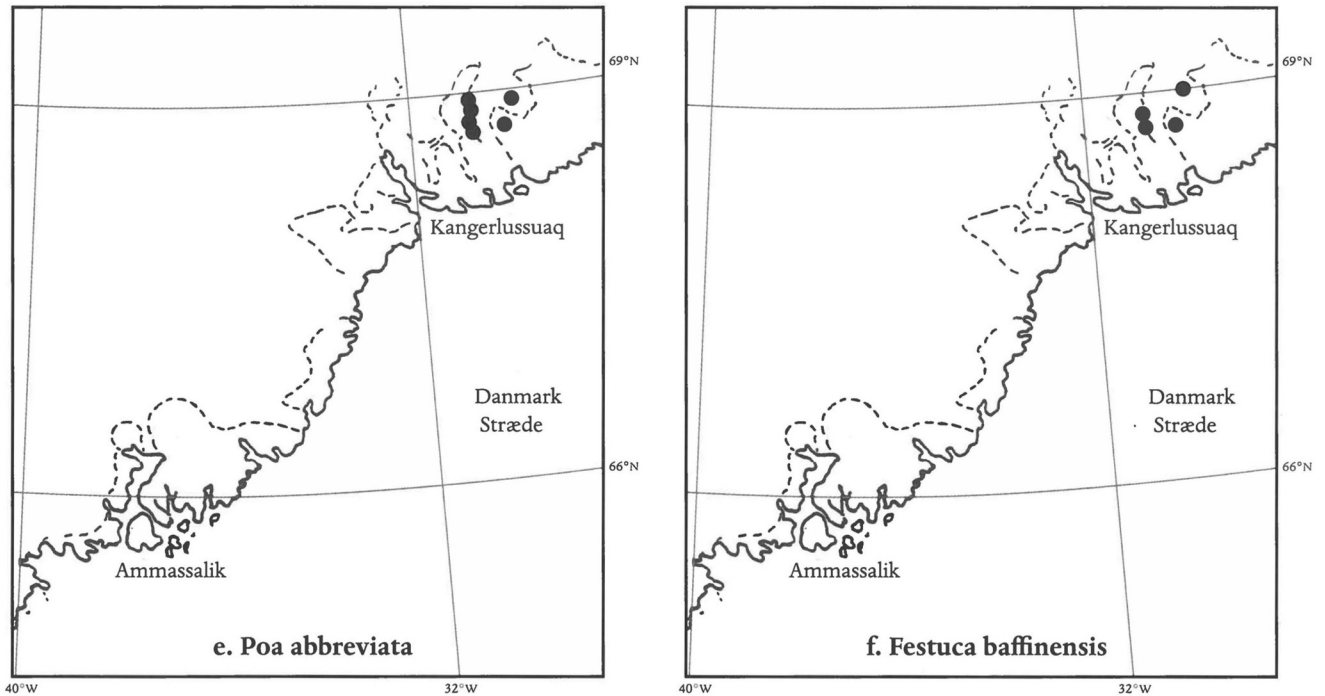 69°N
Kangerlussuaq
Danmark
Stræde
66°N
Ammassalik
e. Poa abbreviata
40°W
32°W
69°N
Kangerlussuaq
Danmark
Stræde
66°N
Ammassalik
f. Festuca baffinensis
40°W
32°W